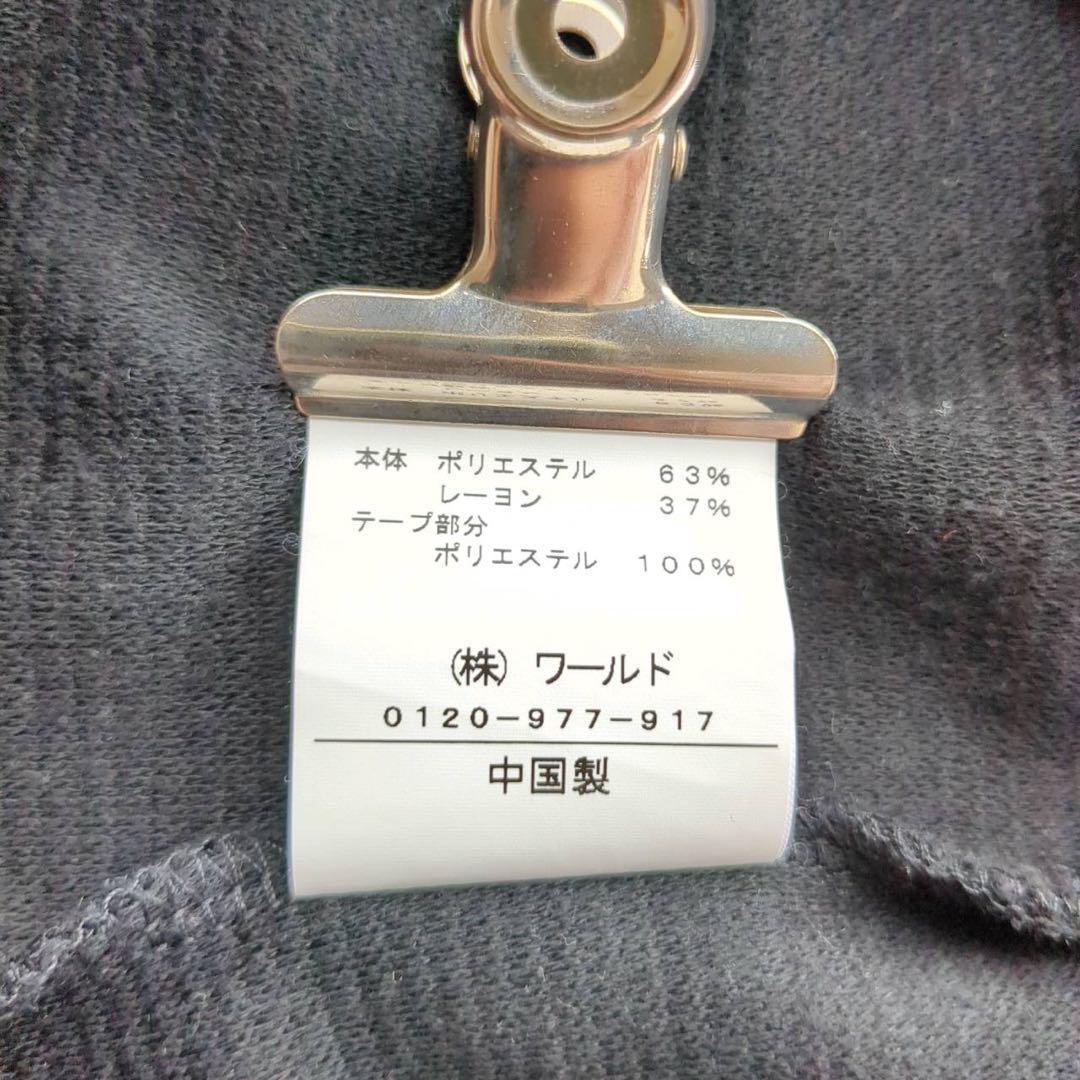 本体 ポリエステル 63%
レーヨン 37%
テープ部分
ポリエステル 100%
(株) ワールド
0120-977-917
中国製